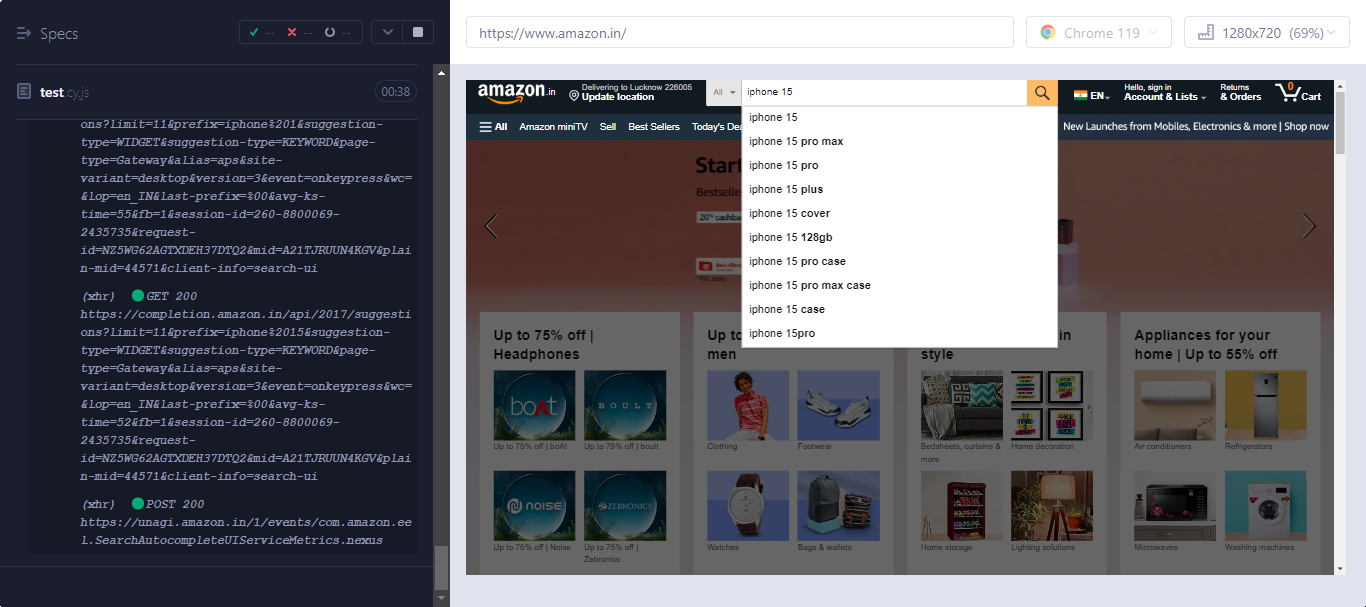 Specs
-- -- --
test cy.js
00:38
ons?limit=11&prefix=iphone%201&suggestion-
type=WIDGET&suggestion-type=KEYWORD&page-
type=Gateway&alias=aps&site-
variant=desktop&version=3&event=onkeypress&wc=
&lop=en_IN&last-prefix=%00&avg-ks-
time=55&fb=1&session-id=260-8800069-
2435735&request-
id=NZ5WG62AGTXDEH37DTQ2&mid=A21TJRUUN4KGV&plai
n-mid=44571&client-info=search-ui
(xhr) GET 200
https://completion.amazon.in/api/2017/suggesti
ons?limit=11&prefix=iphone%2015&suggestion-
type=WIDGET&suggestion-type=KEYWORD&page-
type=Gateway&alias=aps&site-
variant=desktop&version=3&event=onkeypress&wc=
&lop=en_IN&last-prefix=%00&avg-ks-
time=52&fb=1&session-id=260-8800069-
2435735&request-
id=NZ5WG62AGTXDEH37DTQ2&mid=A21TJRUUN4KGV&plai
n-mid=44571&client-info=search-ui
(xhr) POST 200
https://unagi.amazon.in/1/events/com.amazon.ee
l.SearchAutocompleteUIServiceMetrics.nexus
https://www.amazon.in/
Chrome 119
1280x720 (69%)
amazon.in
Delivering to Lucknow 226005
Update location
All
iphone 15
EN
Hello, sign in
Account & Lists
Returns
& Orders
0
Cart
All Amazon miniTV Sell Best Sellers Today's Dea
New Launches from Mobiles, Electronics & more | Shop now
iphone 15
iphone 15 pro max
iphone 15 pro
iphone 15 plus
iphone 15 cover
iphone 15 128gb
iphone 15 pro case
iphone 15 pro max case
iphone 15 case
iphone 15pro
Start
Bestselle
20% cashba
Up to 75% off |
Headphones
boAt
BOULT
Up to 75% off | boAt
Up to 75% off | boult
NOISE
ZEBRONICS
Up to 75% off | Noise
Up to 75% off |
Zebronics
Up to
men
Clothing
Footwear
Watches
Bags & wallets
in
style
Bedsheets, curtains &
more
Home decoration
Home storage
Lighting solutions
Appliances for your
home | Up to 55% off
Air conditioners
Refrigerators
Microwaves
Washing machines